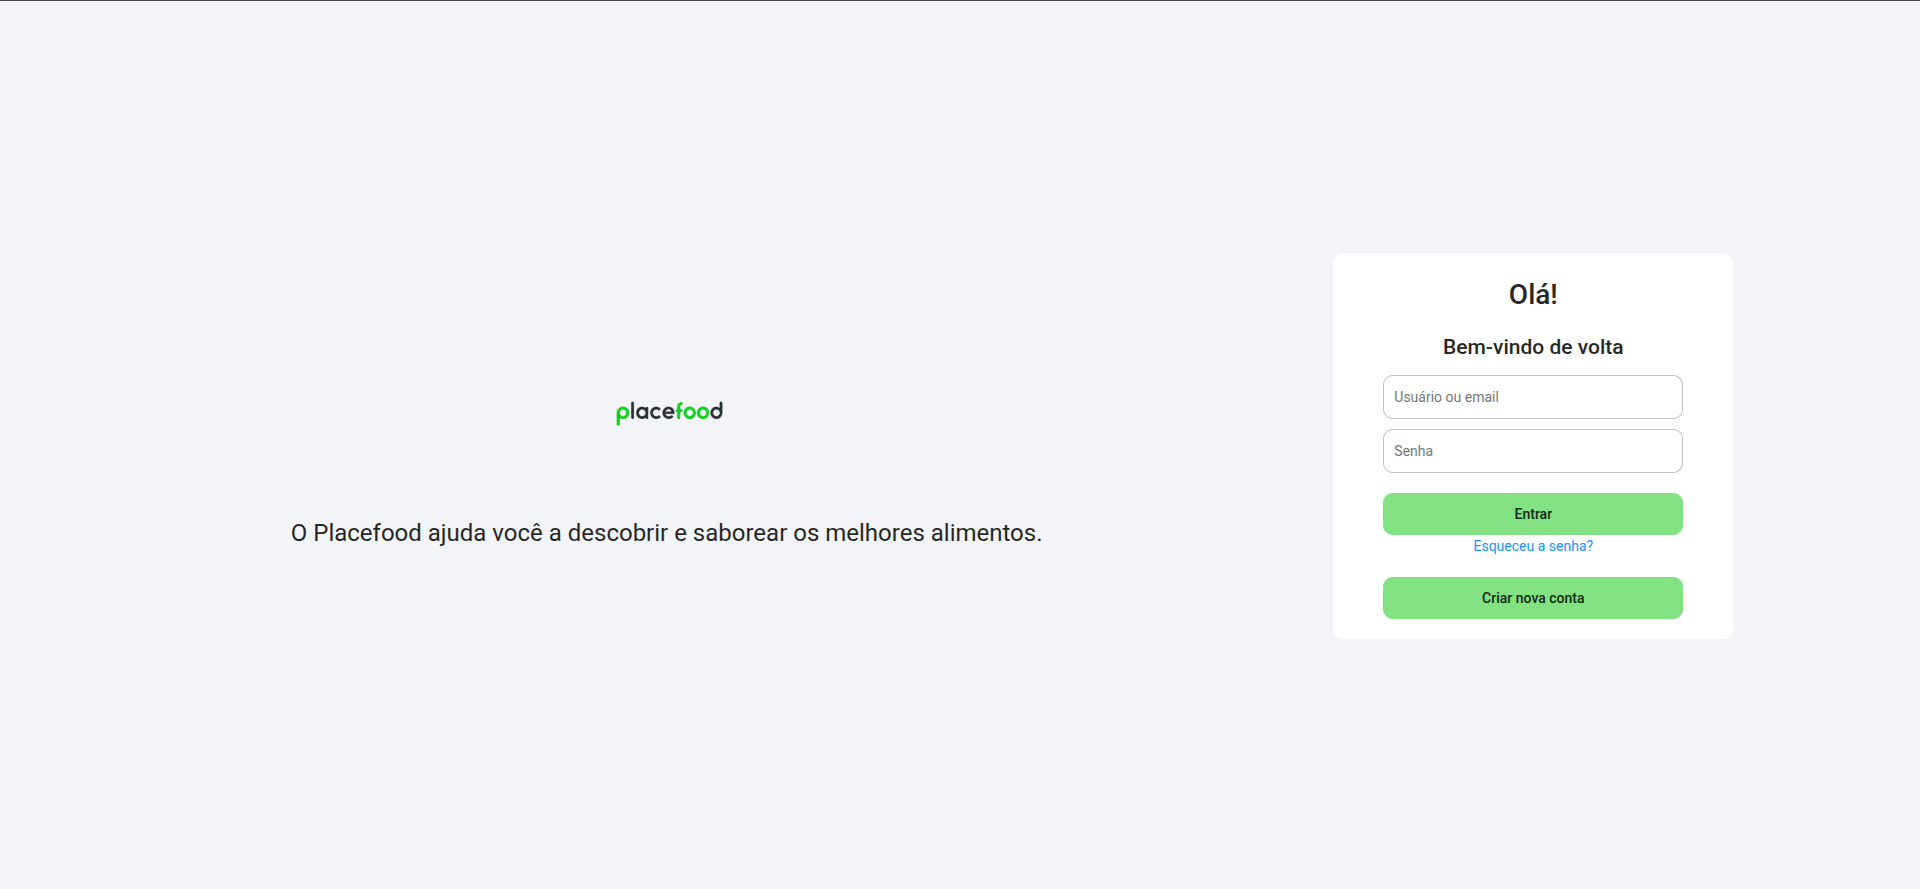 placefood
O Placefood ajuda você a descobrir e saborear os melhores alimentos.
Olá!
Bem-vindo de volta
Usuário ou email
Senha
Entrar
Esqueceu a senha?
Criar nova conta